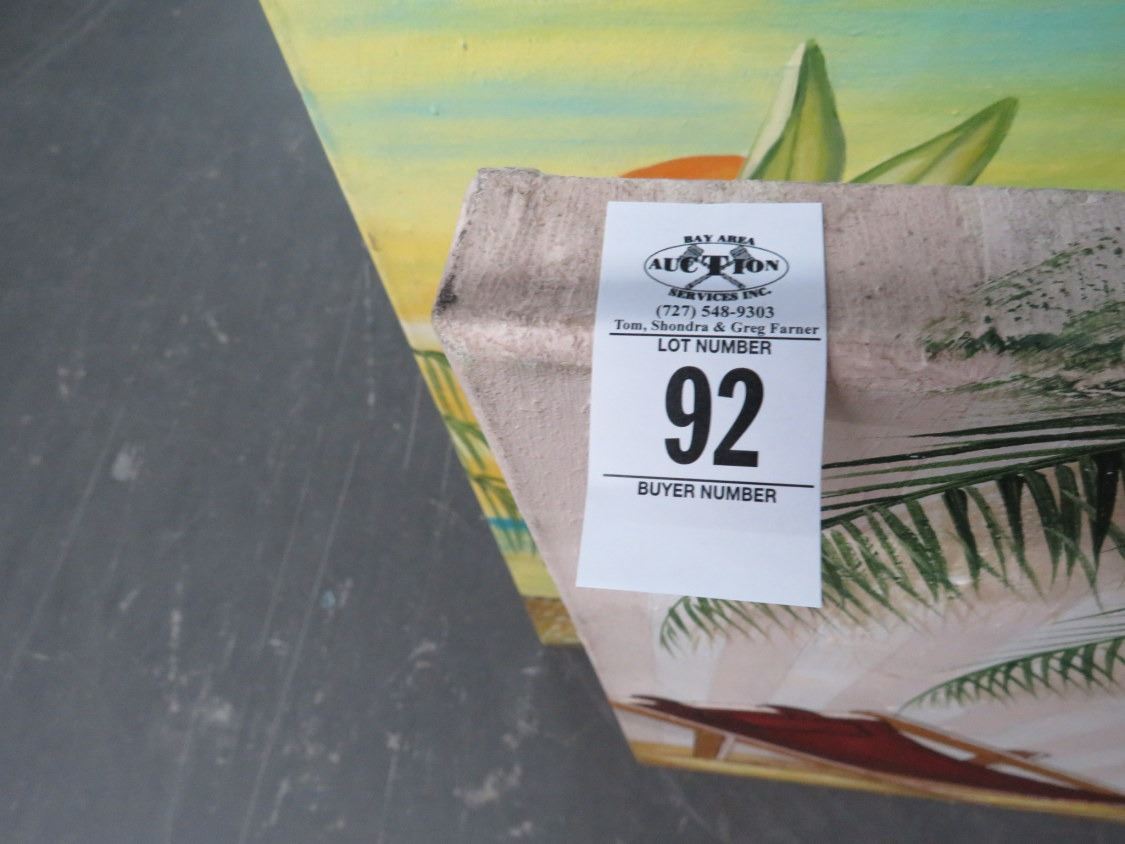 BAY AREA
AUCTION
SERVICES INC.
(727) 548-9303
Tom, Shondra & Greg Farner
LOT NUMBER
92
BUYER NUMBER